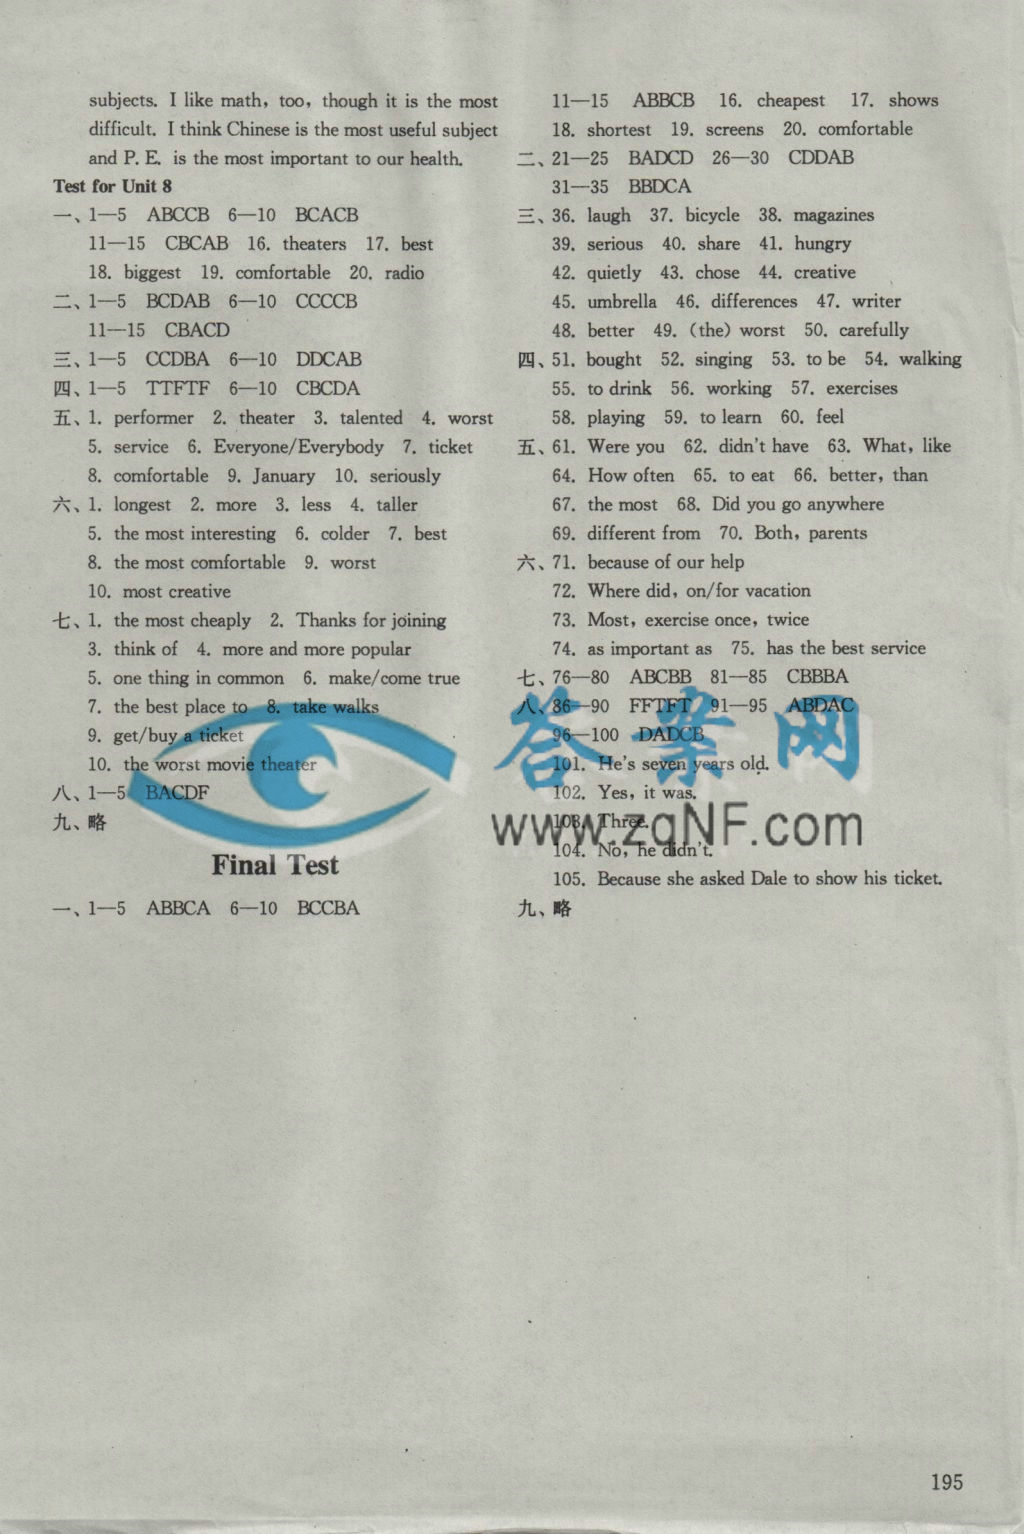 subjects. I like math, too, though it is the most
difficult. I think Chinese is the most useful subject
and P. E. is the most important to our health.
Test for Unit 8
一、1—5 ABCCB 6—10 BCACB
11—15 CBCAB 16. theaters 17. best
18. biggest 19. comfortable 20. radio
二、1—5 BCDAB 6—10 CCCCB
11—15 CBACD
三、1—5 CCDBA 6—10 DDCAB
四、1—5 TTFTF 6—10 CBCDA
五、1. performer 2. theater 3. talented 4. worst
5. service 6. Everyone/Everybody 7. ticket
8. comfortable 9. January 10. seriously
六、1. longest 2. more 3. less 4. taller
5. the most interesting 6. colder 7. best
8. the most comfortable 9. worst
10. most creative
七、1. the most cheaply 2. Thanks for joining
3. think of 4. more and more popular
5. one thing in common 6. make/come true
7. the best place to 8. take walks
9. get/buy a ticket
10. the worst movie theater
八、1—5 BACDF
九、略
Final Test
一、1—5 ABBCA 6—10 BCCBA
11—15 ABBCB 16. cheapest 17. shows
18. shortest 19. screens 20. comfortable
二、21—25 BADCD 26—30 CDDAB
31—35 BBDCA
三、36. laugh 37. bicycle 38. magazines
39. serious 40. share 41. hungry
42. quietly 43. chose 44. creative
45. umbrella 46. differences 47. writer
48. better 49. (the) worst 50. carefully
四、51. bought 52. singing 53. to be 54. walking
55. to drink 56. working 57. exercises
58. playing 59. to learn 60. feel
五、61. Were you 62. didn't have 63. What, like
64. How often 65. to eat 66. better, than
67. the most 68. Did you go anywhere
69. different from 70. Both, parents
六、71. because of our help
72. Where did, on/for vacation
73. Most, exercise once, twice
74. as important as 75. has the best service
七、76—80 ABCBB 81—85 CBBBA
八、86—90 FFTFT 91—95 ABDAC
96—100 DADCB
101. He's seven years old.
102. Yes, it was.
103. Three.
104. No, he didn't.
105. Because she asked Dale to show his ticket.
九、略
答案网
www.zqNF.com
195